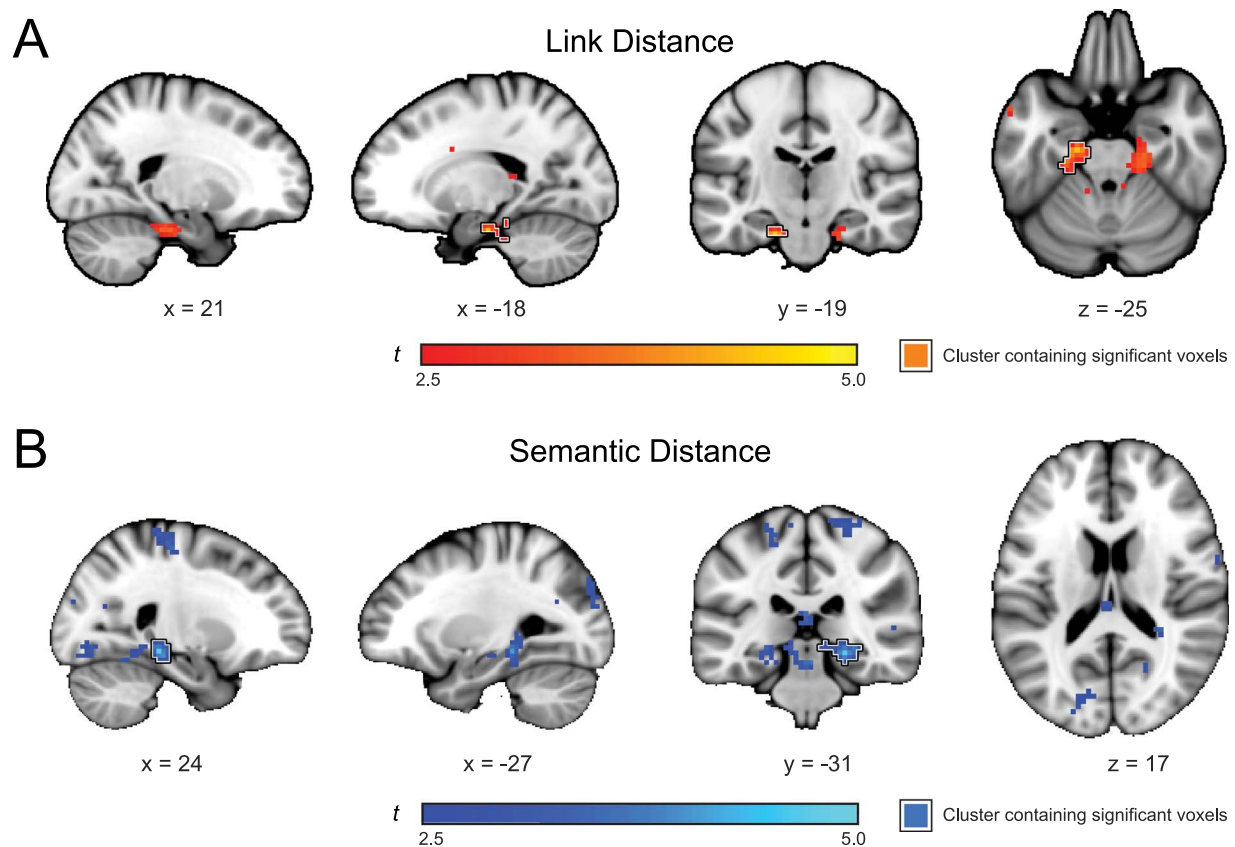 A
Link Distance
x = 21
x = -18
y = -19
z = -25
t
2.5
5.0
Cluster containing significant voxels
B
Semantic Distance
x = 24
x = -27
y = -31
z = 17
t
2.5
5.0
Cluster containing significant voxels